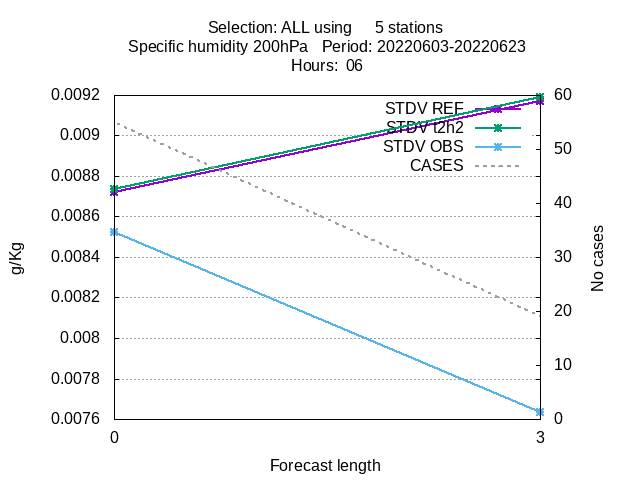 Selection: ALL using     5 stations
Specific humidity 200hPa   Period: 20220603-20220623
Hours:  06
0.0092
0.009
0.0088
0.0086
0.0084
0.0082
0.008
0.0078
0.0076
g/Kg
STDV REF
STDV t2h2
STDV OBS
CASES
60
50
40
30
20
10
0
No cases
0
3
Forecast length